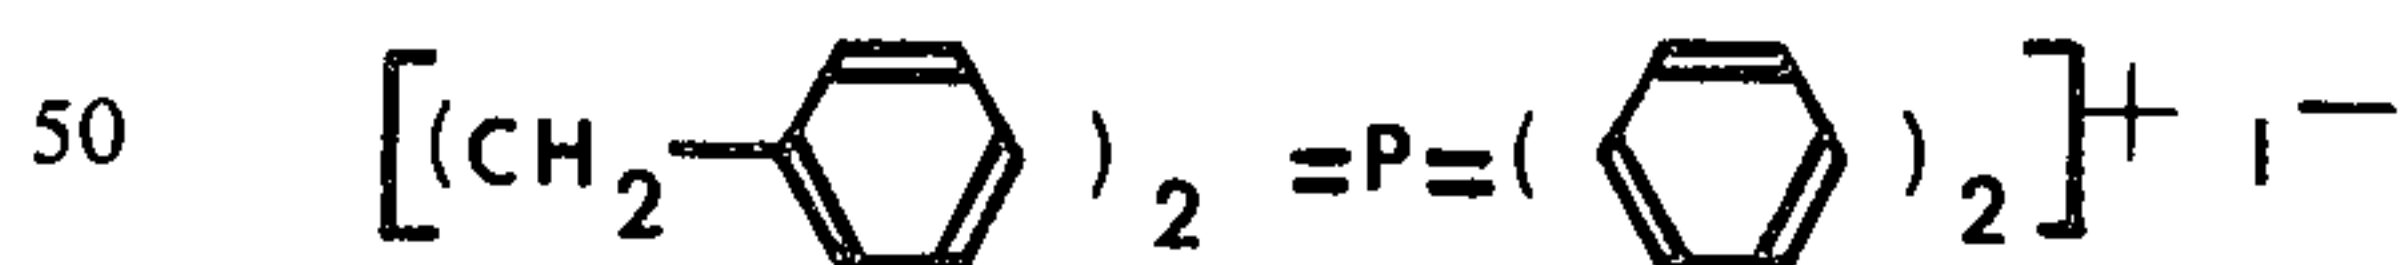 50 [(CH2- )2 =P=( )2]+ I-